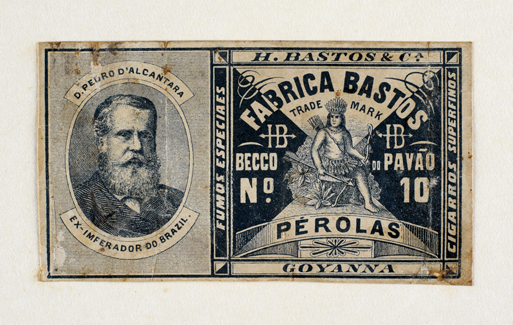 D. PEDRO D'ALCANTARA
EX-IMPERADOR DO BRAZIL.
FUMOS ESPECIAES
H. BASTOS & Cᴬ
FABRICA BASTOS
TRADE MARK
HB HB
BECCO DO PAVÃO
Nº 10
PÉROLAS
GOYANNA
CIGARROS SUPERFINOS